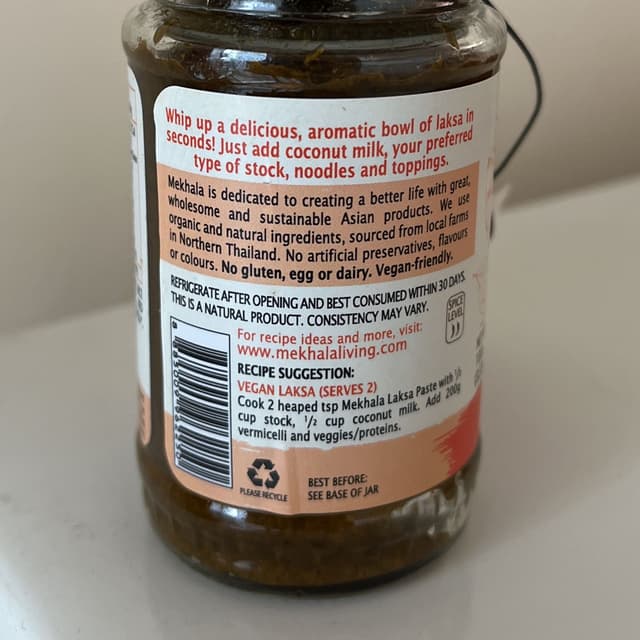 Whip up a delicious, aromatic bowl of laksa in
seconds! Just add coconut milk, your preferred
type of stock, noodles and toppings.
Mekhala is dedicated to creating a better life with great,
wholesome and sustainable Asian products. We use
organic and natural ingredients, sourced from local farms
in Northern Thailand. No artificial preservatives, flavours
or colours. No gluten, egg or dairy. Vegan-friendly.
REFRIGERATE AFTER OPENING AND BEST CONSUMED WITHIN 30 DAYS.
THIS IS A NATURAL PRODUCT. CONSISTENCY MAY VARY.
SPICE
LEVEL
For recipe ideas and more, visit:
www.mekhalaliving.com
RECIPE SUGGESTION:
VEGAN LAKSA (SERVES 2)
Cook 2 heaped tsp Mekhala Laksa Paste with
cup stock, 1/2 cup coconut milk. Add 200g
vermicelli and veggies/proteins.
PLEASE RECYCLE
BEST BEFORE:
SEE BASE OF JAR